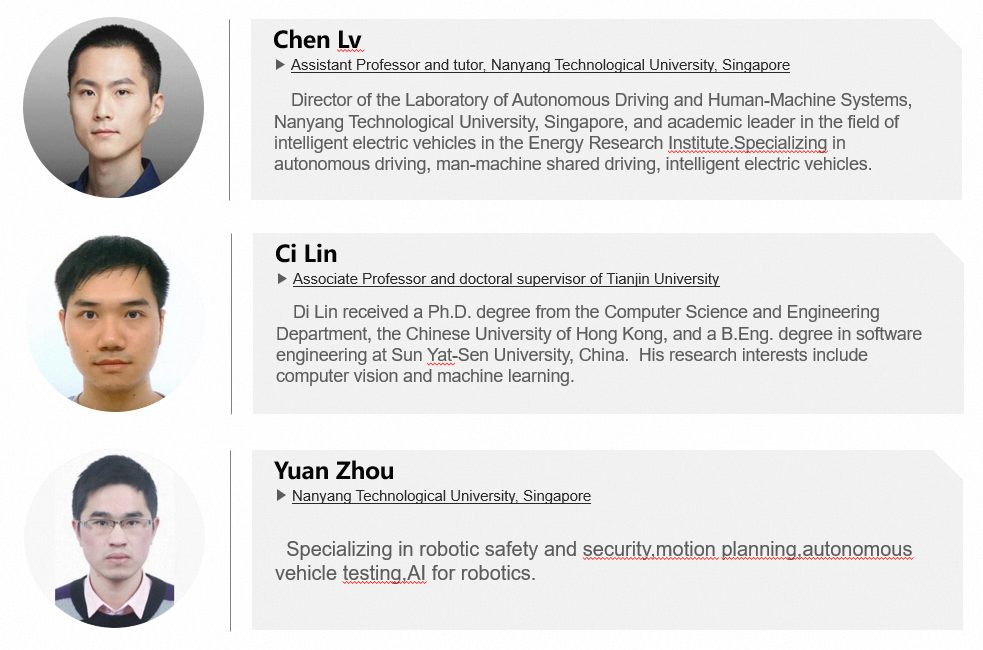 Chen Lv
Assistant Professor and tutor, Nanyang Technological University, Singapore
Director of the Laboratory of Autonomous Driving and Human-Machine Systems,
Nanyang Technological University, Singapore, and academic leader in the field of
intelligent electric vehicles in the Energy Research Institute.Specializing in
autonomous driving, man-machine shared driving, intelligent electric vehicles.
Ci Lin
Associate Professor and doctoral supervisor of Tianjin University
Di Lin received a Ph.D. degree from the Computer Science and Engineering
Department, the Chinese University of Hong Kong, and a B.Eng. degree in software
engineering at Sun Yat-Sen University, China.  His research interests include
computer vision and machine learning.
Yuan Zhou
Nanyang Technological University, Singapore
Specializing in robotic safety and security,motion planning,autonomous
vehicle testing,AI for robotics.